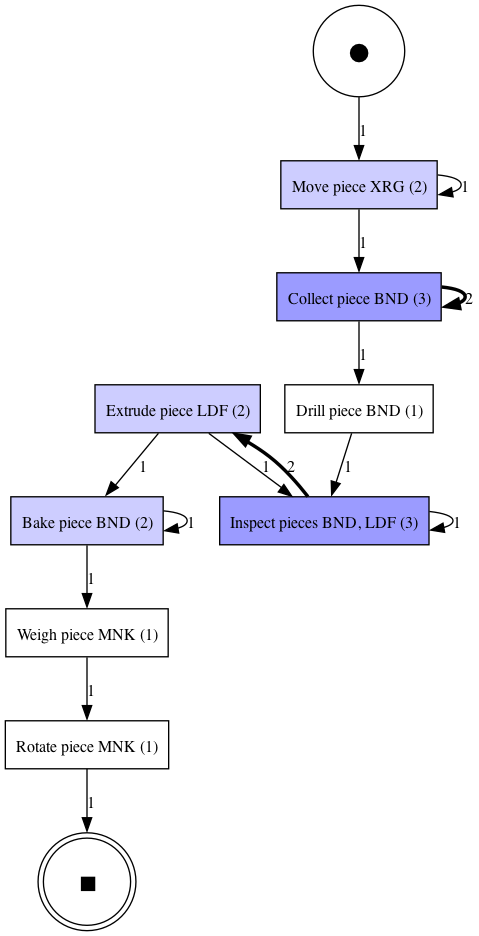 1
Move piece XRG (2)
1
1
Collect piece BND (3)
2
1
Extrude piece LDF (2)
Drill piece BND (1)
1
1
2
1
Bake piece BND (2)
1
Inspect pieces BND, LDF (3)
1
1
Weigh piece MNK (1)
1
Rotate piece MNK (1)
1